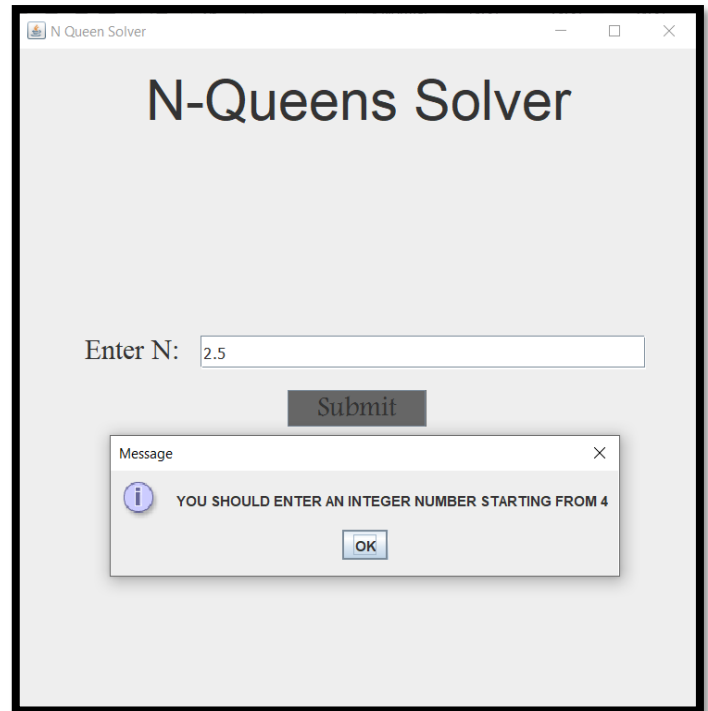 N Queen Solver
N-Queens Solver
Enter N: 2.5
Submit
Message
YOU SHOULD ENTER AN INTEGER NUMBER STARTING FROM 4
OK